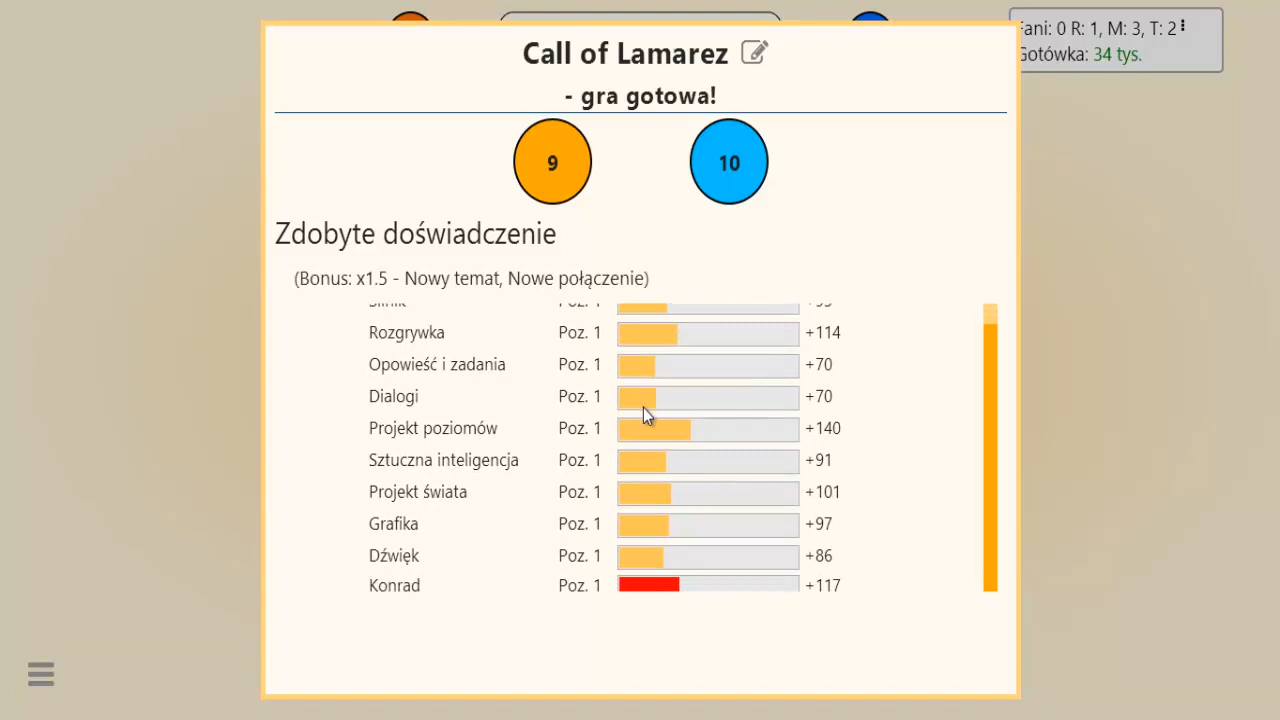 Fani: 0 R: 1, M: 3, T: 2
Gotówka: 34 tys.
Call of Lamarez
- gra gotowa!
9 10
Zdobyte doświadczenie
(Bonus: x1.5 - Nowy temat, Nowe połączenie)
Silnik Poz. 1
Rozgrywka Poz. 1 +114
Opowieść i zadania Poz. 1 +70
Dialogi Poz. 1 +70
Projekt poziomów Poz. 1 +140
Sztuczna inteligencja Poz. 1 +91
Projekt świata Poz. 1 +101
Grafika Poz. 1 +97
Dźwięk Poz. 1 +86
Konrad Poz. 1 +117